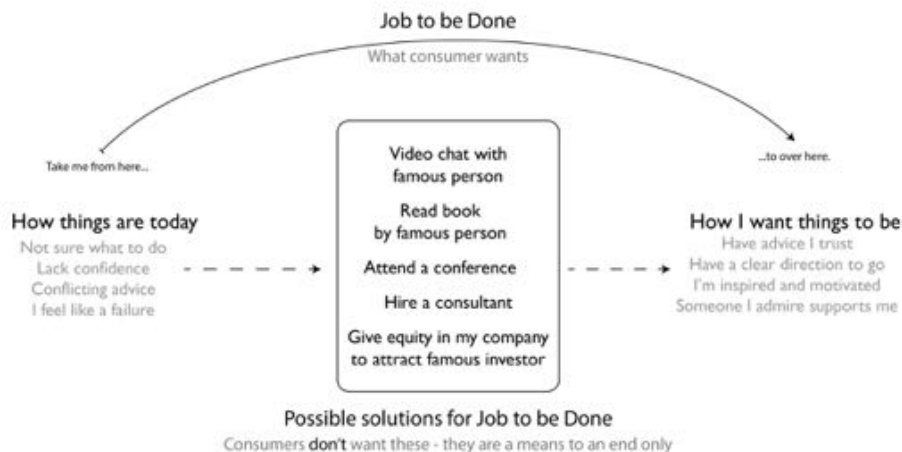 Job to be Done
What consumer wants
Take me from here...
...to over here.
How things are today
Not sure what to do
Lack confidence
Conflicting advice
I feel like a failure
Video chat with
famous person
Read book
by famous person
Attend a conference
Hire a consultant
Give equity in my company
to attract famous investor
How I want things to be
Have advice I trust
Have a clear direction to go
I'm inspired and motivated
Someone I admire supports me
Possible solutions for Job to be Done
Consumers don't want these - they are a means to an end only